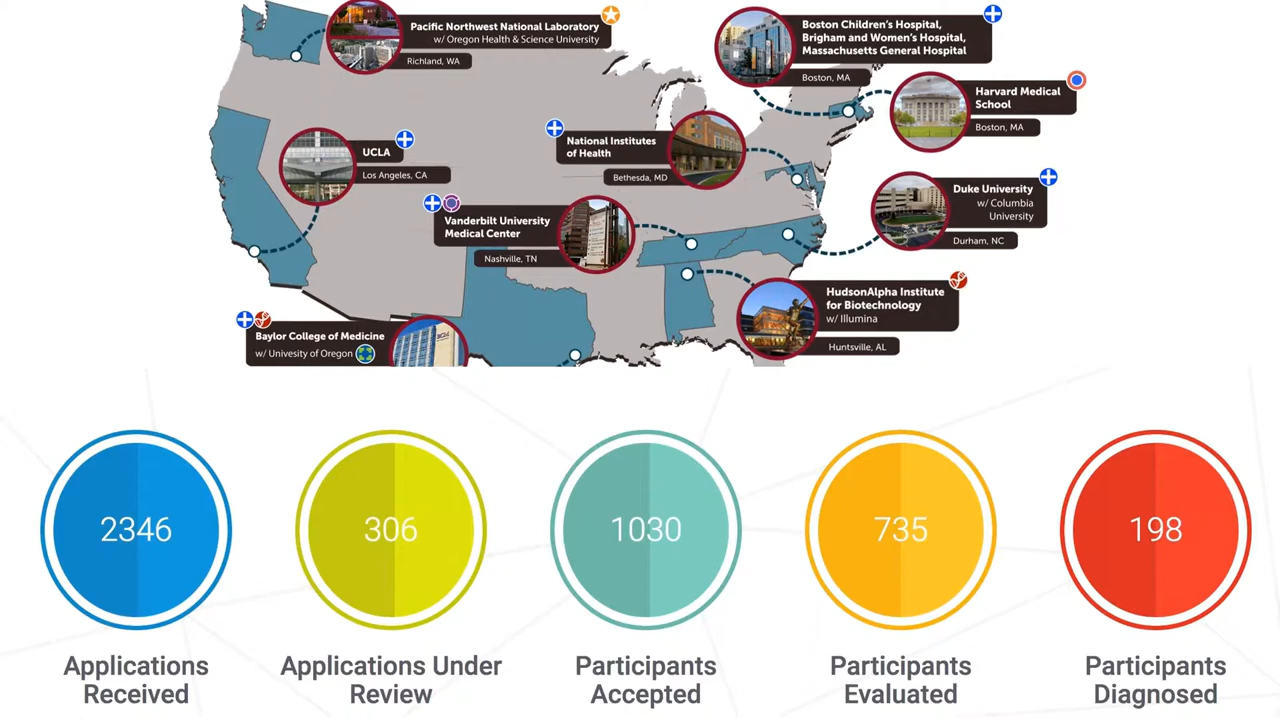 Pacific Northwest National Laboratory
w/ Oregon Health & Science University
Richland, WA
Boston Children's Hospital,
Brigham and Women's Hospital,
Massachusetts General Hospital
Boston, MA
Harvard Medical
School
Boston, MA
UCLA
Los Angeles, CA
National Institutes
of Health
Bethesda, MD
Duke University
w/ Columbia
University
Durham, NC
Vanderbilt University
Medical Center
Nashville, TN
HudsonAlpha Institute
for Biotechnology
w/ Illumina
Huntsville, AL
Baylor College of Medicine
w/ Univesity of Oregon
2346
306
1030
735
198
Applications
Received
Applications Under
Review
Participants
Accepted
Participants
Evaluated
Participants
Diagnosed